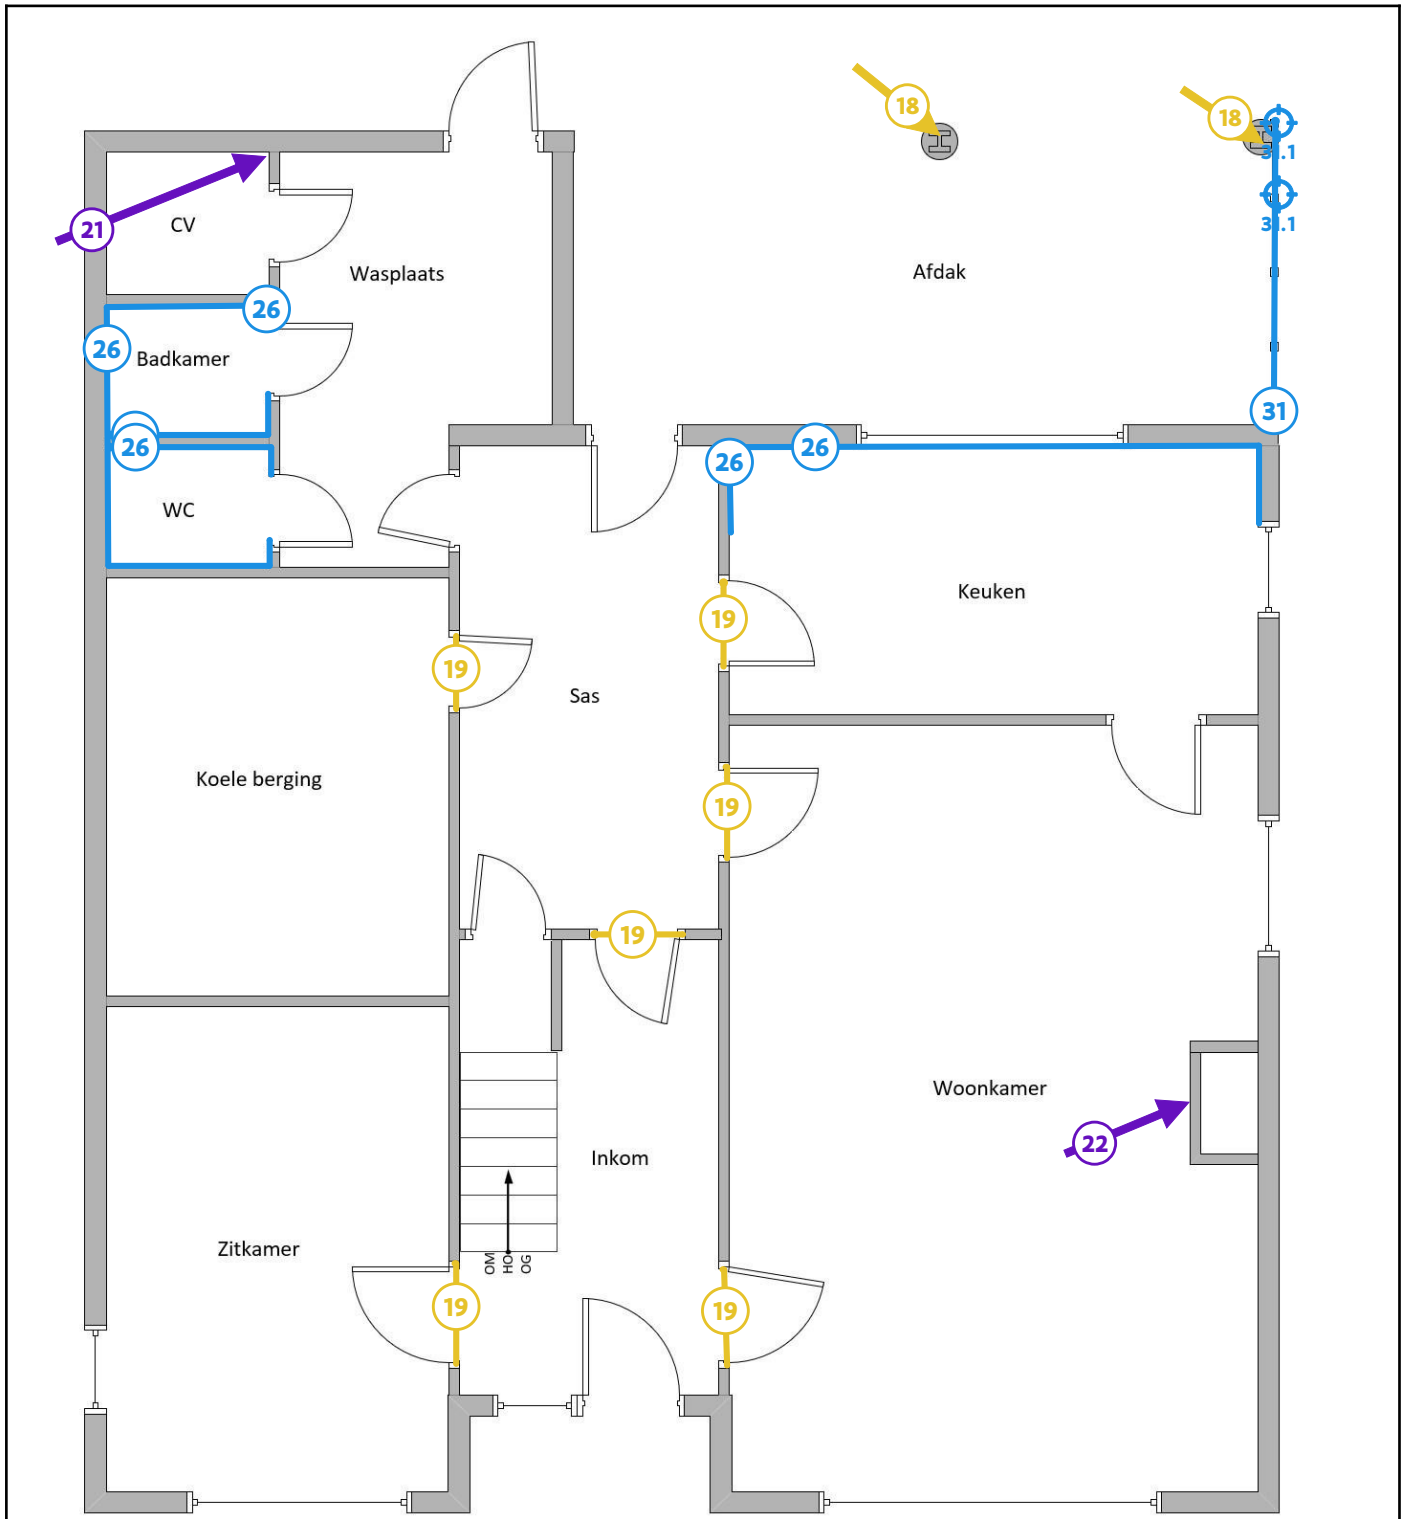 18
18
31.1
21
CV
31.1
Wasplaats
Afdak
26
26
Badkamer
31
26
26
26
WC
Keuken
19
19
Sas
Koele berging
19
19
Woonkamer
22
Inkom
Zitkamer
OM
HO
OG
19
19